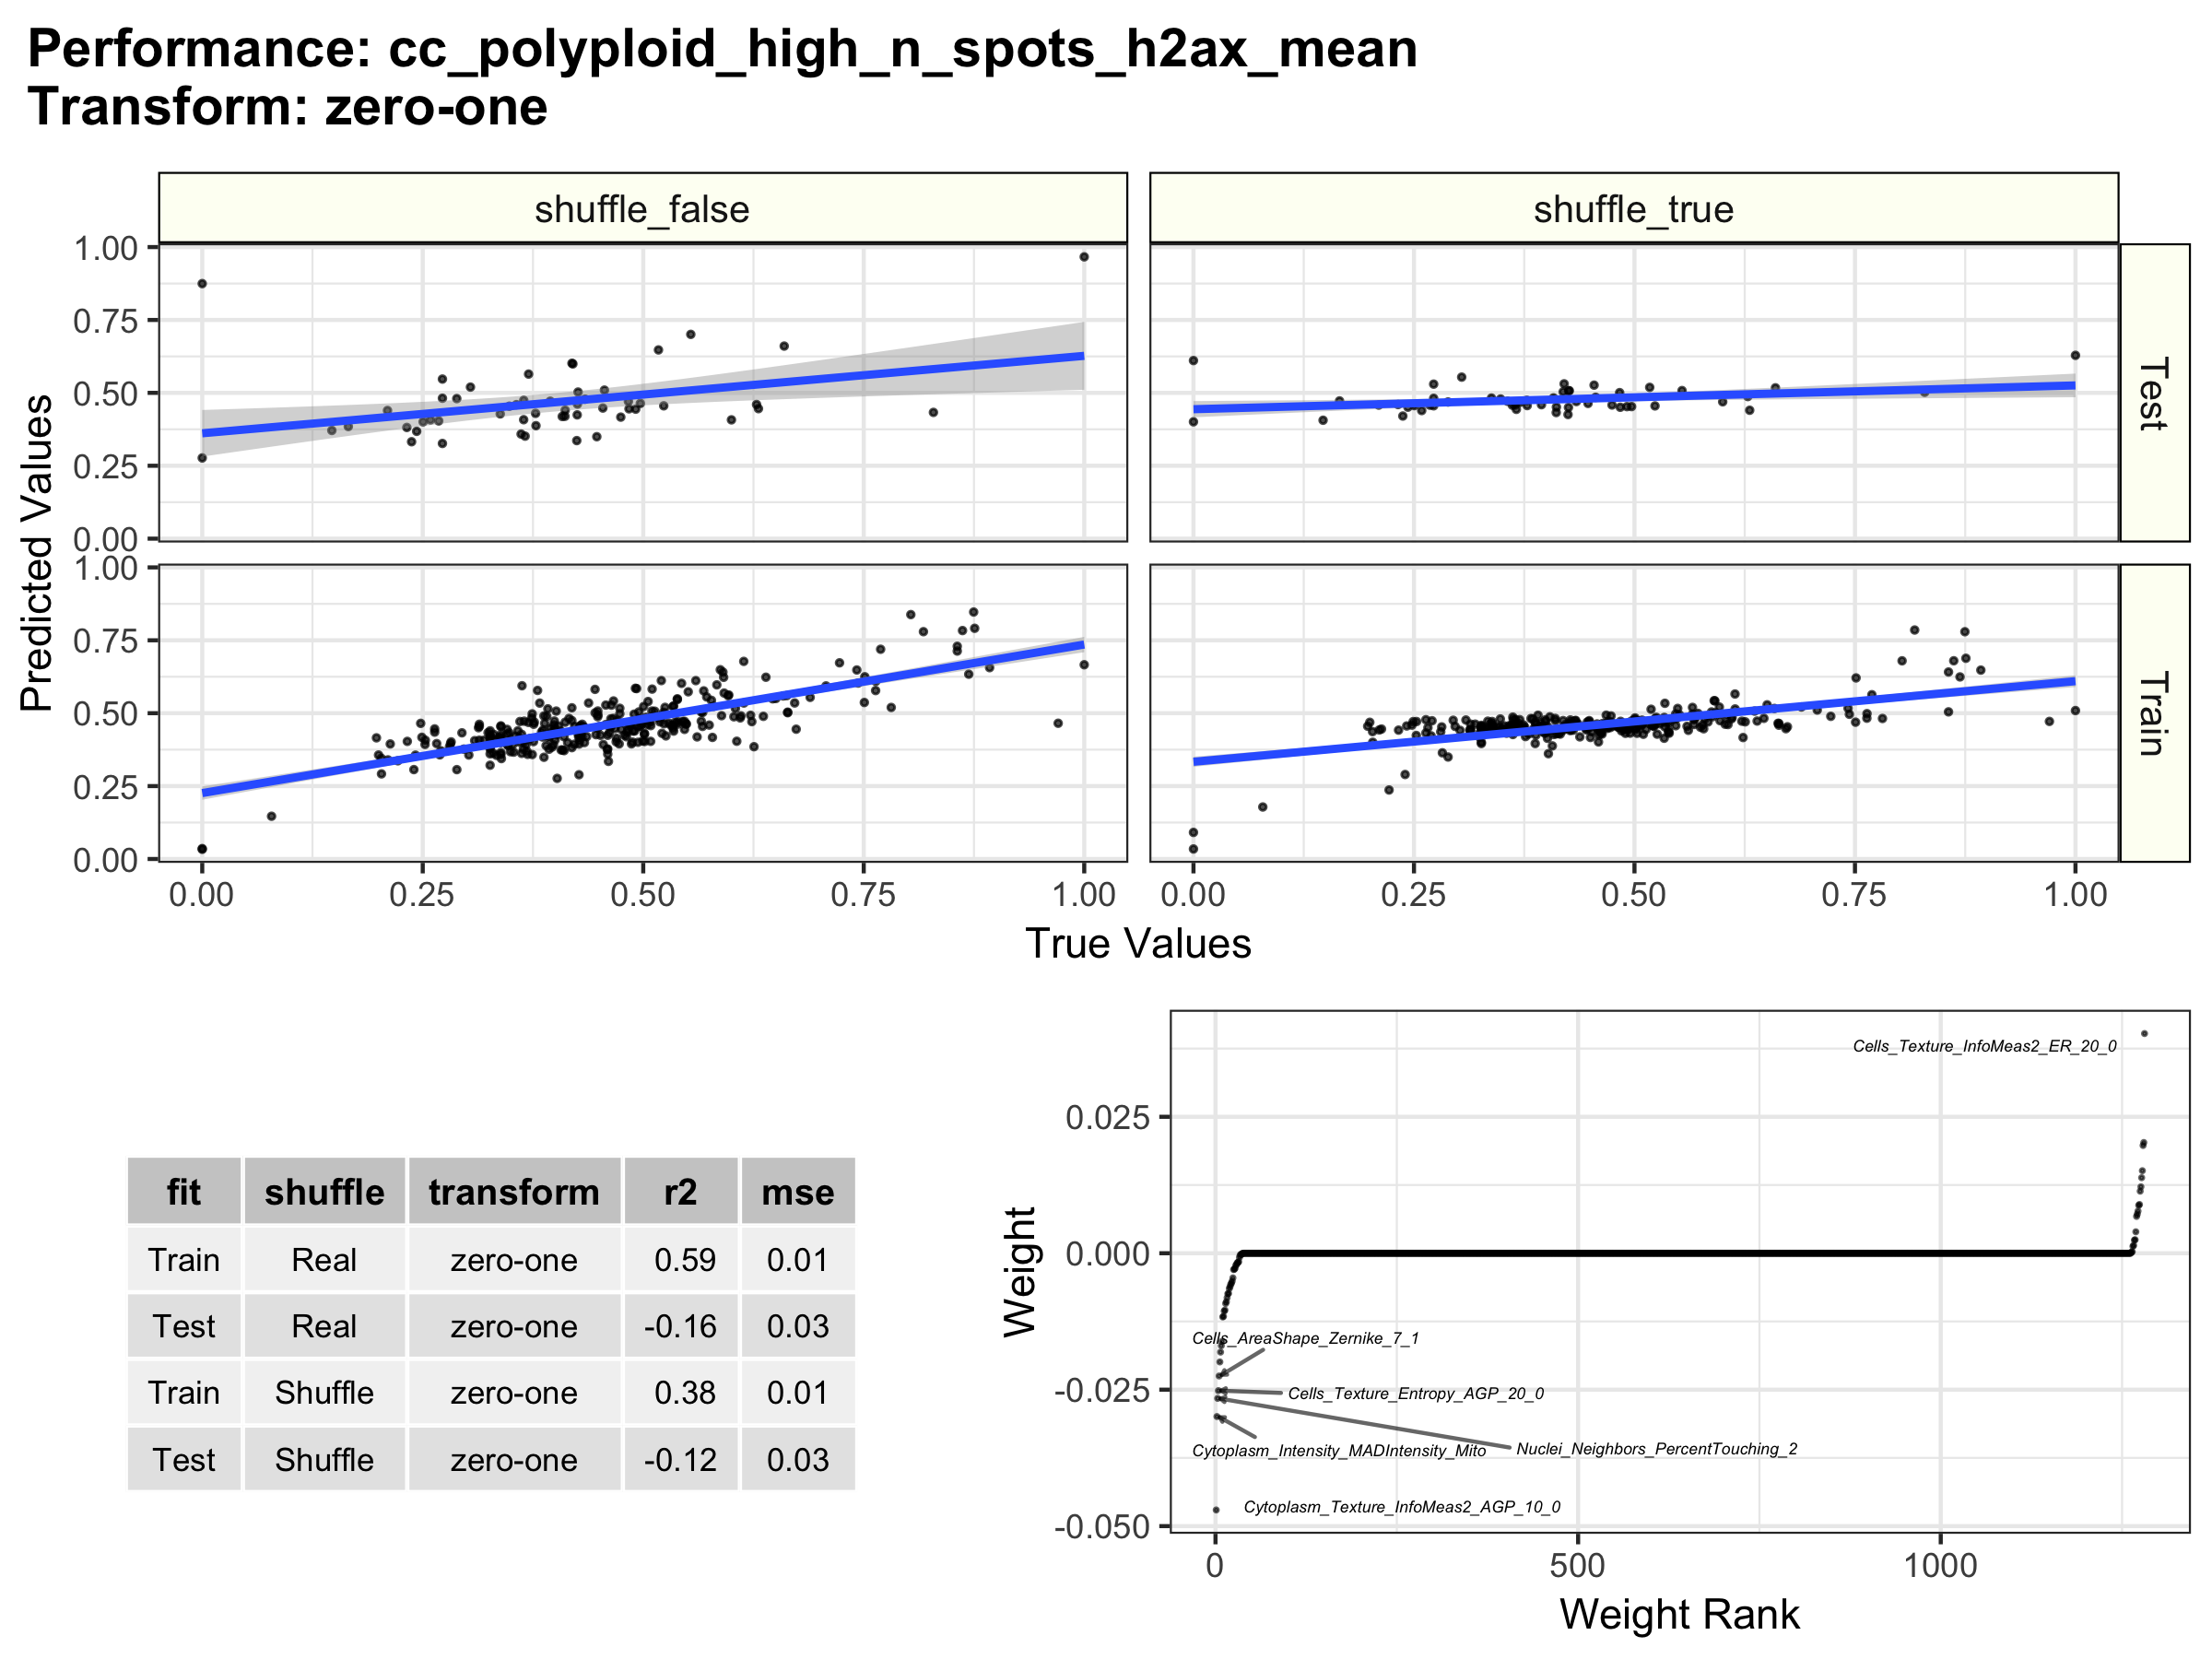 Performance: cc_polyploid_high_n_spots_h2ax_mean
Transform: zero-one
shuffle_false
shuffle_true
1.00
0.75
0.50
0.25
0.00
Test
1.00
0.75
0.50
0.25
0.00
Train
Predicted Values
0.00 0.25 0.50 0.75 1.00
0.00 0.25 0.50 0.75 1.00
True Values
fit shuffle transform r2 mse
Train Real zero-one 0.59 0.01
Test Real zero-one -0.16 0.03
Train Shuffle zero-one 0.38 0.01
Test Shuffle zero-one -0.12 0.03
Weight
0.025
0.000
-0.025
-0.050
Cells_Texture_InfoMeas2_ER_20_0
Cells_AreaShape_Zernike_7_1
Cells_Texture_Entropy_AGP_20_0
Nuclei_Neighbors_PercentTouching_2
Cytoplasm_Intensity_MADIntensity_Mito
Cytoplasm_Texture_InfoMeas2_AGP_10_0
0 500 1000
Weight Rank